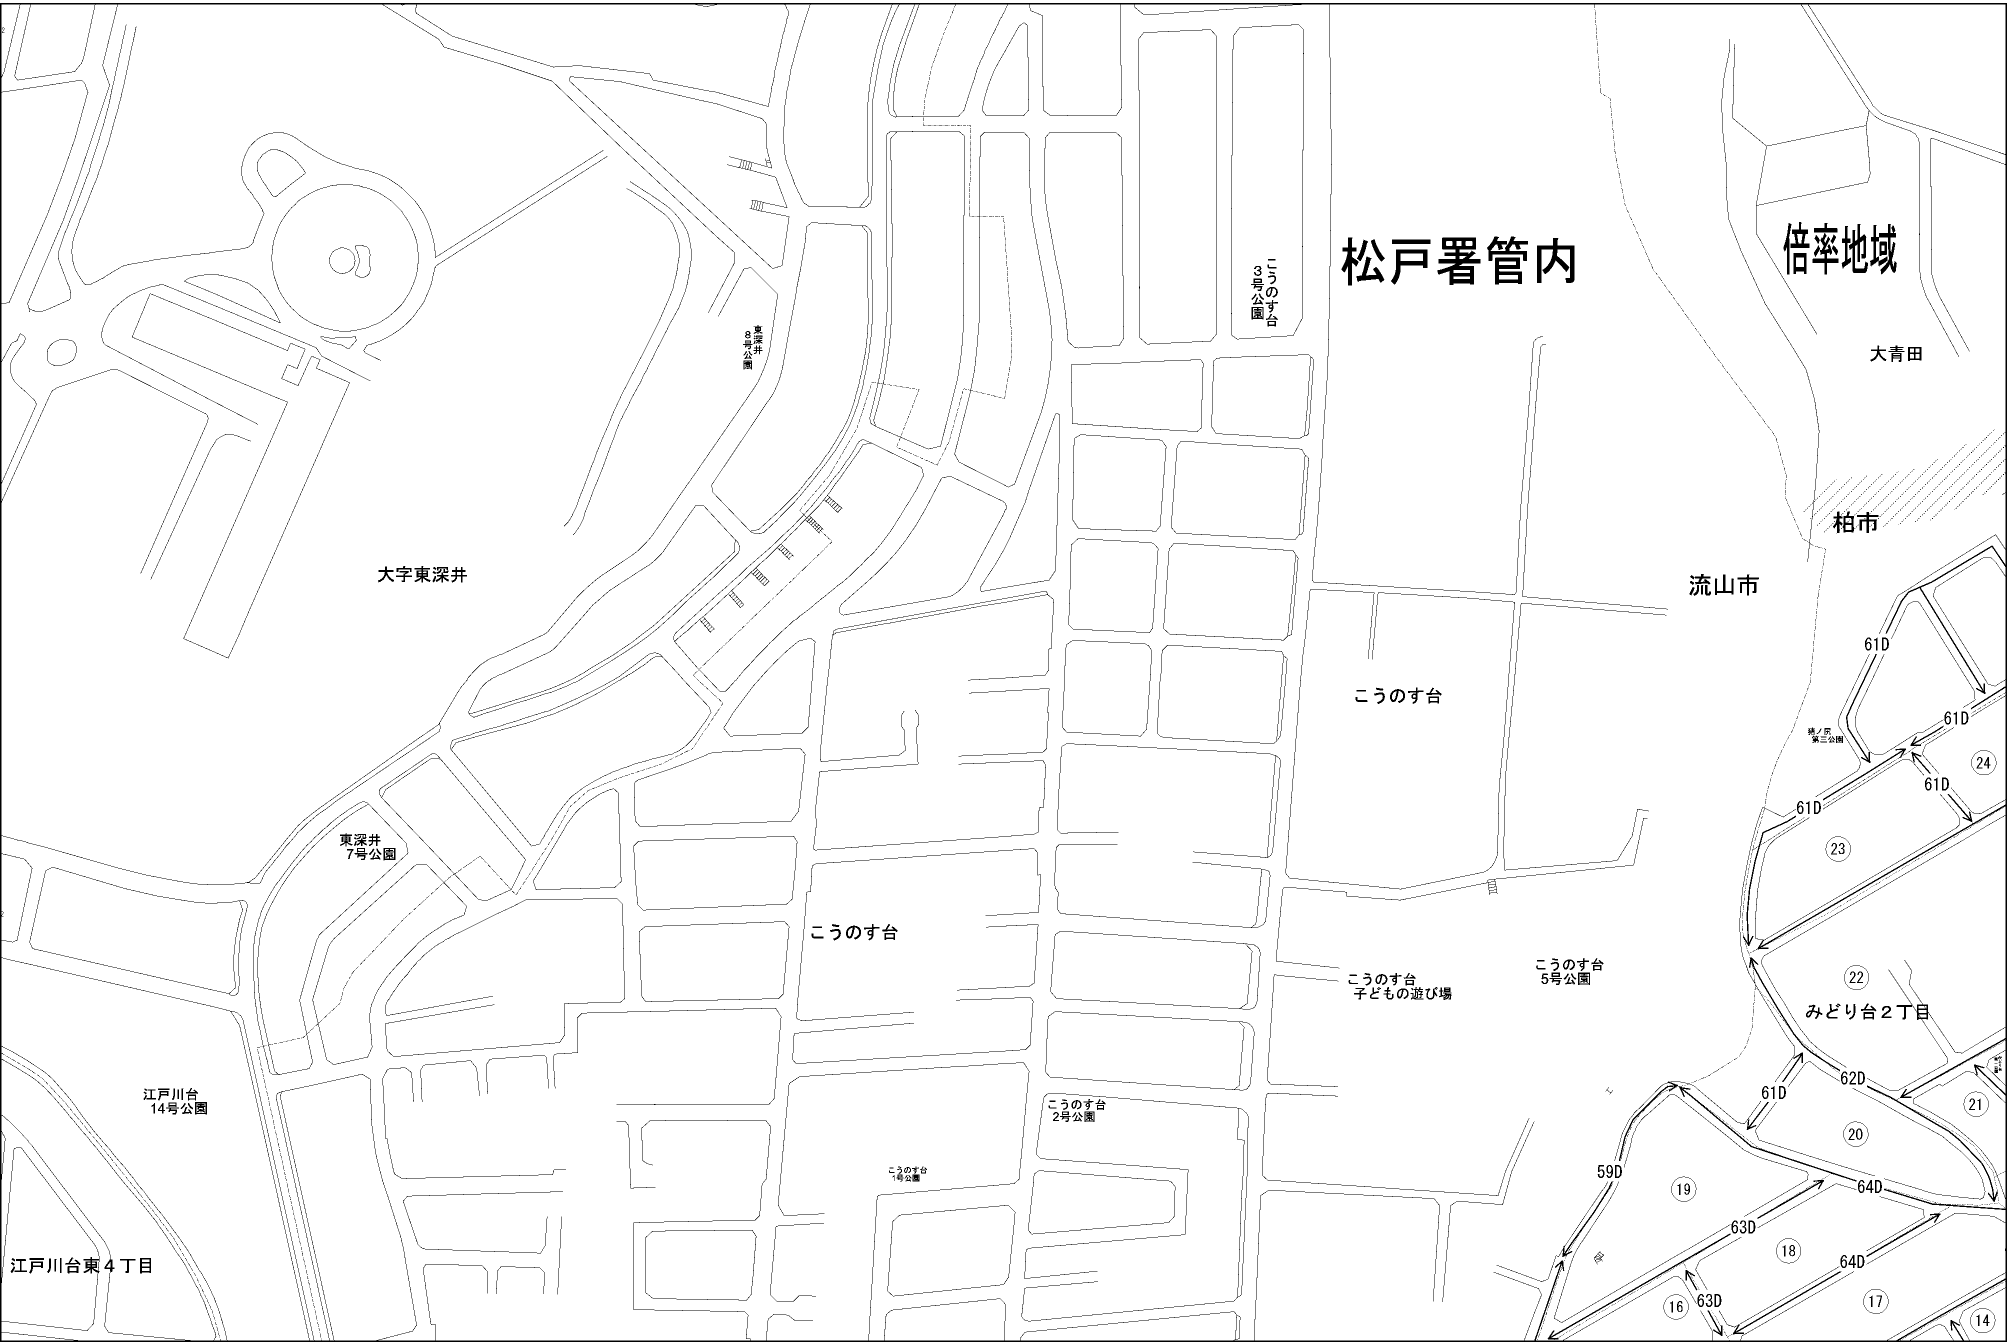 松戸署管内
倍率地域
こうのす台
3号公園
東深井
8号公園
大青田
柏市
大字東深井
流山市
61D
こうのす台
61D
猪ノ尻
第三公園
24
61D
61D
東深井
7号公園
23
こうのす台
こうのす台
子どもの遊び場
こうのす台
5号公園
22
みどり台2丁目
62D
61D
江戸川台
14号公園
こうのす台
2号公園
21
20
こうのす台
1号公園
59D
19
64D
63D
18
64D
江戸川台東4丁目
16
63D
17
14